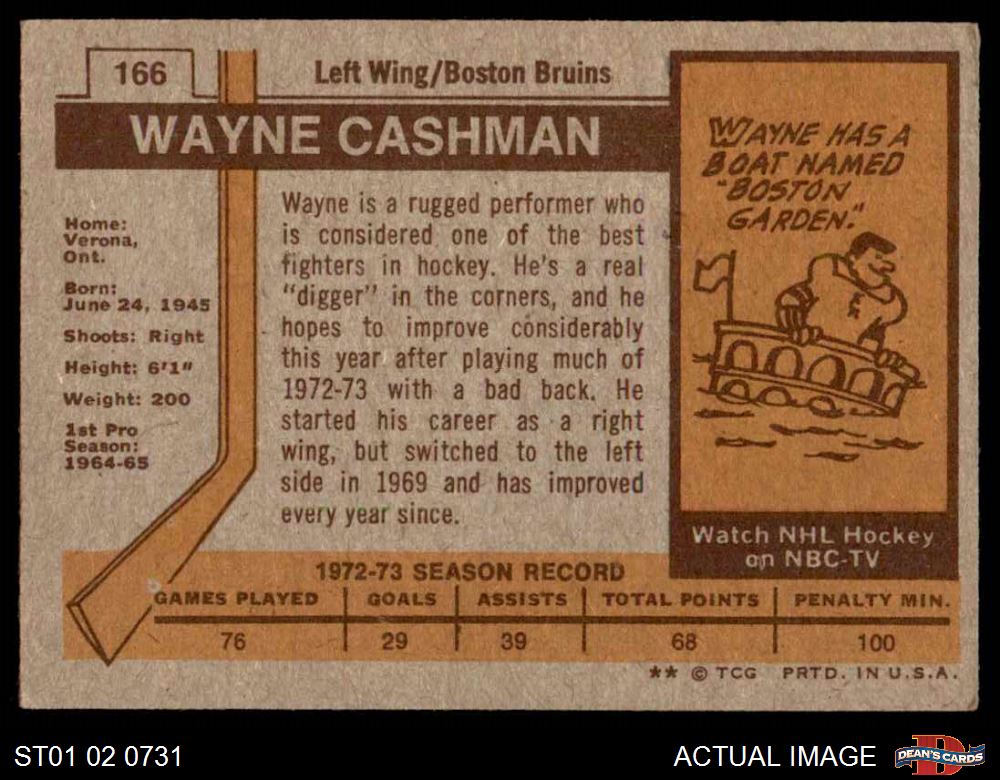 166
Left Wing/Boston Bruins
WAYNE CASHMAN
Home:
Verona,
Ont.
Born:
June 24, 1945
Shoots: Right
Height: 6'1"
Weight: 200
1st Pro
Season:
1964-65
Wayne is a rugged performer who
is considered one of the best
fighters in hockey. He's a real
"digger" in the corners, and he
hopes to improve considerably
this year after playing much of
1972-73 with a bad back. He
started his career as a right
wing, but switched to the left
side in 1969 and has improved
every year since.
WAYNE HAS A
BOAT NAMED
"BOSTON
GARDEN."
Watch NHL Hockey
on NBC-TV
1972-73 SEASON RECORD
GAMES PLAYED GOALS ASSISTS TOTAL POINTS PENALTY MIN.
76 29 39 68 100
** © TCG PRTD. IN U.S.A.
ST01 02 0731
ACTUAL IMAGE
D
DEAN'S CARDS